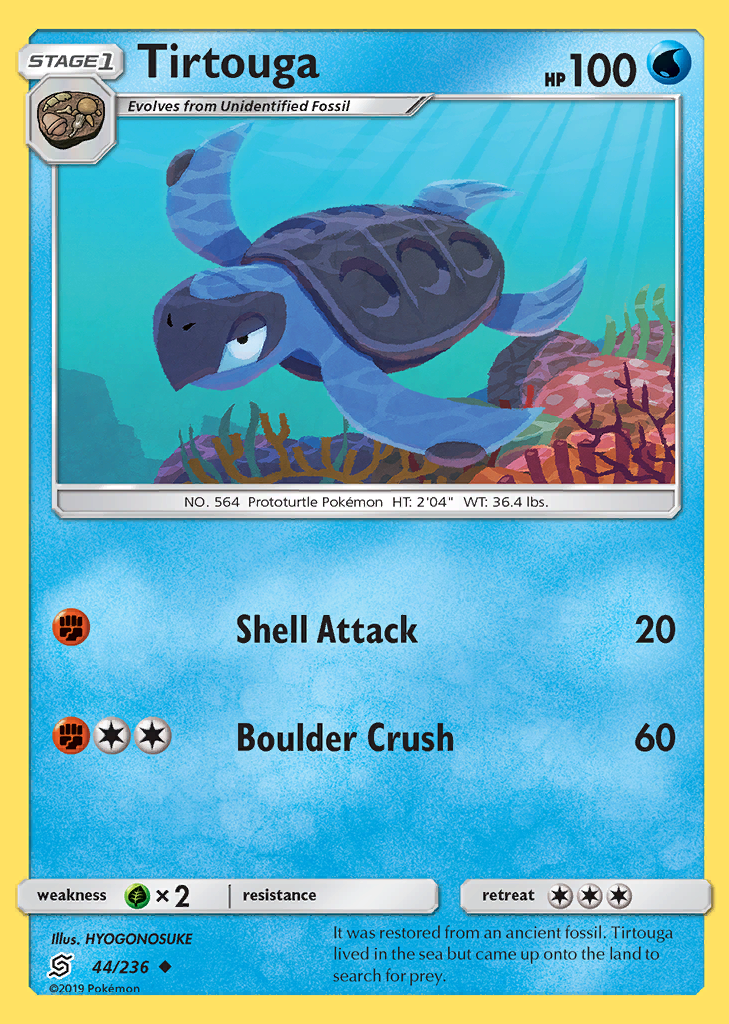 STAGE1
Tirtouga
HP 100
Evolves from Unidentified Fossil
NO. 564 Prototurtle Pokémon HT: 2'04" WT: 36.4 lbs.
Shell Attack 20
Boulder Crush 60
weakness ×2 resistance retreat
Illus. HYOGONOSUKE
44/236
©2019 Pokémon
It was restored from an ancient fossil. Tirtouga
lived in the sea but came up onto the land to
search for prey.